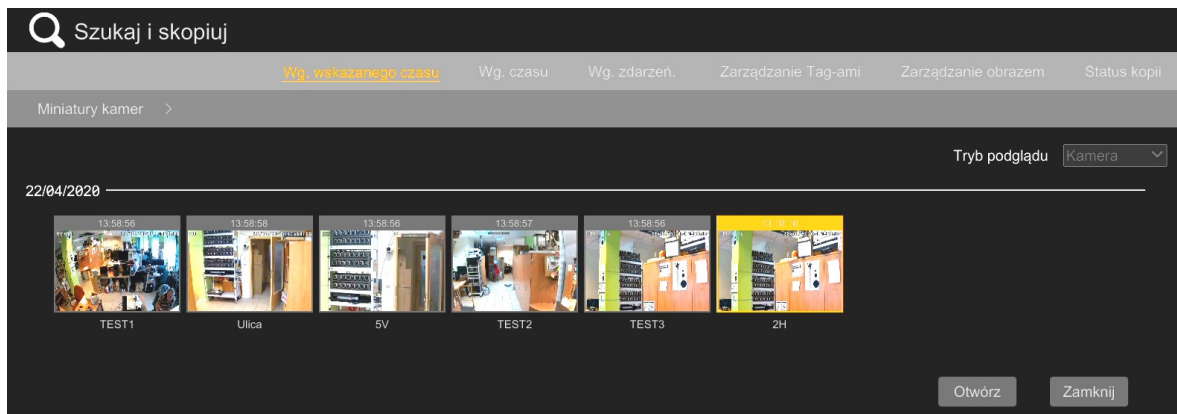 Szukaj i skopiuj
Wg. wskazanego czasu Wg. czasu Wg. zdarzeń. Zarządzanie Tag-ami Zarządzanie obrazem Status kopii
Miniatury kamer >
Tryb podglądu Kamera
22/04/2020
13:58:56 13:58:58 13:58:56 13:58:57 13:58:56
TEST1 Ulica 5V TEST2 TEST3 2H
Otwórz Zamknij